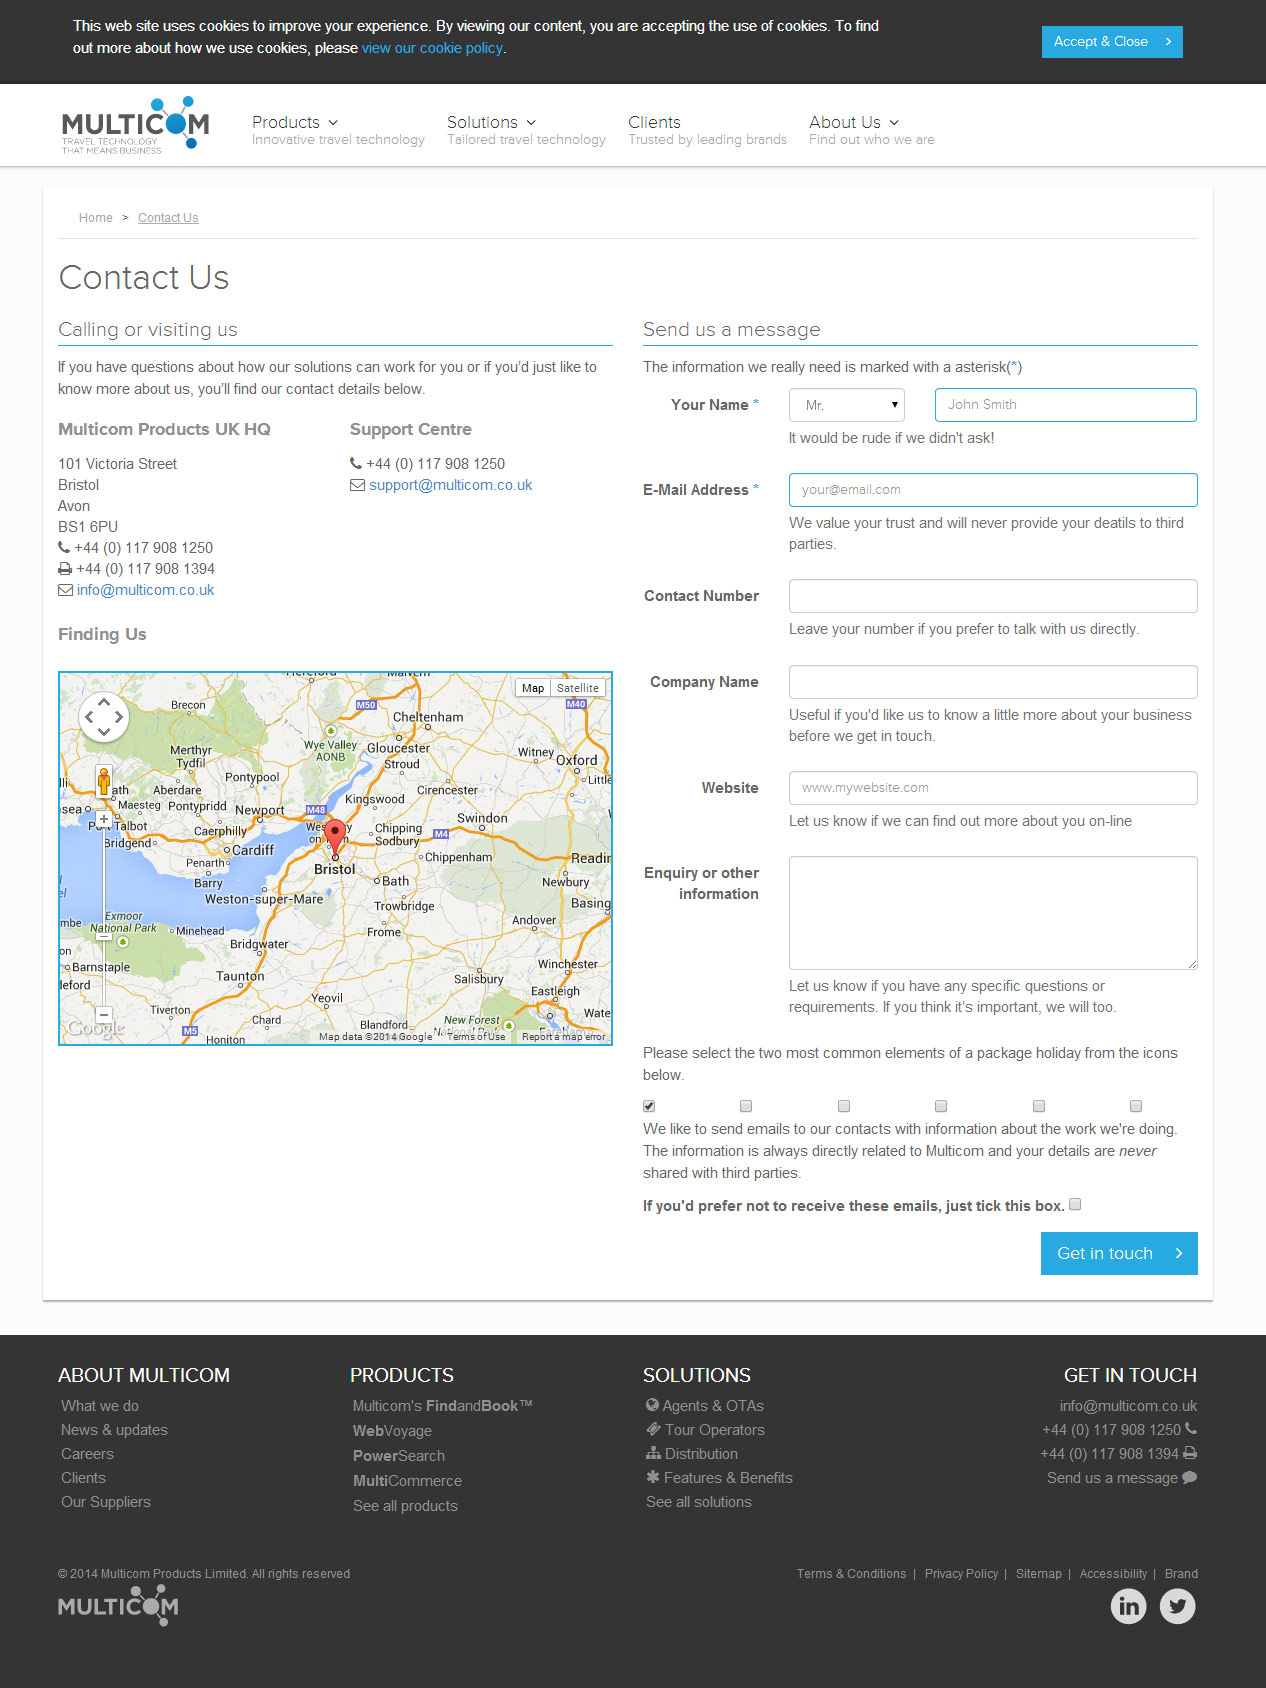 This web site uses cookies to improve your experience. By viewing our content, you are accepting the use of cookies. To find
out more about how we use cookies, please view our cookie policy.
Accept & Close
MULTICOM
TRAVEL TECHNOLOGY
THAT MEANS BUSINESS
Products
Innovative travel technology
Solutions
Tailored travel technology
Clients
Trusted by leading brands
About Us
Find out who we are
Home > Contact Us
Contact Us
Calling or visiting us
If you have questions about how our solutions can work for you or if you'd just like to
know more about us, you'll find our contact details below.
Multicom Products UK HQ
101 Victoria Street
Bristol
Avon
BS1 6PU
+44 (0) 117 908 1250
+44 (0) 117 908 1394
info@multicom.co.uk
Support Centre
+44 (0) 117 908 1250
support@multicom.co.uk
Finding Us
Map Satellite
Hereford
Malvern
M50
M40
Brecon
Cheltenham
Wye Valley
AONB
Gloucester
Merthyr
Tydfil
Stroud
Witney
Oxford
Pontypool
Aberdare
Cirencester
Kingswood
Maesteg
Pontypridd
Newport
M48
Swindon
Port Talbot
Caerphilly
Chipping
Sodbury
M4
Bridgend
Cardiff
Chippenham
Penarth
Bristol
Barry
Bath
Newbury
Weston-super-Mare
Trowbridge
Exmoor
National Park
Andover
Minehead
Frome
Bridgwater
Barnstaple
Taunton
Winchester
Salisbury
Eastleigh
Yeovil
Tiverton
Chard
Blandford
New Forest
National Park
M5
Honiton
Google
Map data ©2014 Google
Terms of Use
Report a map error
Send us a message
The information we really need is marked with a asterisk(*)
Your Name *
Mr.
John Smith
It would be rude if we didn't ask!
E-Mail Address *
your@email.com
We value your trust and will never provide your deatils to third
parties.
Contact Number
Leave your number if you prefer to talk with us directly.
Company Name
Useful if you'd like us to know a little more about your business
before we get in touch.
Website
www.mywebsite.com
Let us know if we can find out more about you on-line
Enquiry or other
information
Let us know if you have any specific questions or
requirements. If you think it's important, we will too.
Please select the two most common elements of a package holiday from the icons
below.
We like to send emails to our contacts with information about the work we're doing.
The information is always directly related to Multicom and your details are never
shared with third parties.
If you'd prefer not to receive these emails, just tick this box.
Get in touch
ABOUT MULTICOM
What we do
News & updates
Careers
Clients
Our Suppliers
PRODUCTS
Multicom's FindandBook™
WebVoyage
PowerSearch
MultiCommerce
See all products
SOLUTIONS
Agents & OTAs
Tour Operators
Distribution
Features & Benefits
See all solutions
GET IN TOUCH
info@multicom.co.uk
+44 (0) 117 908 1250
+44 (0) 117 908 1394
Send us a message
© 2014 Multicom Products Limited. All rights reserved
MULTICOM
Terms & Conditions | Privacy Policy | Sitemap | Accessibility | Brand
in